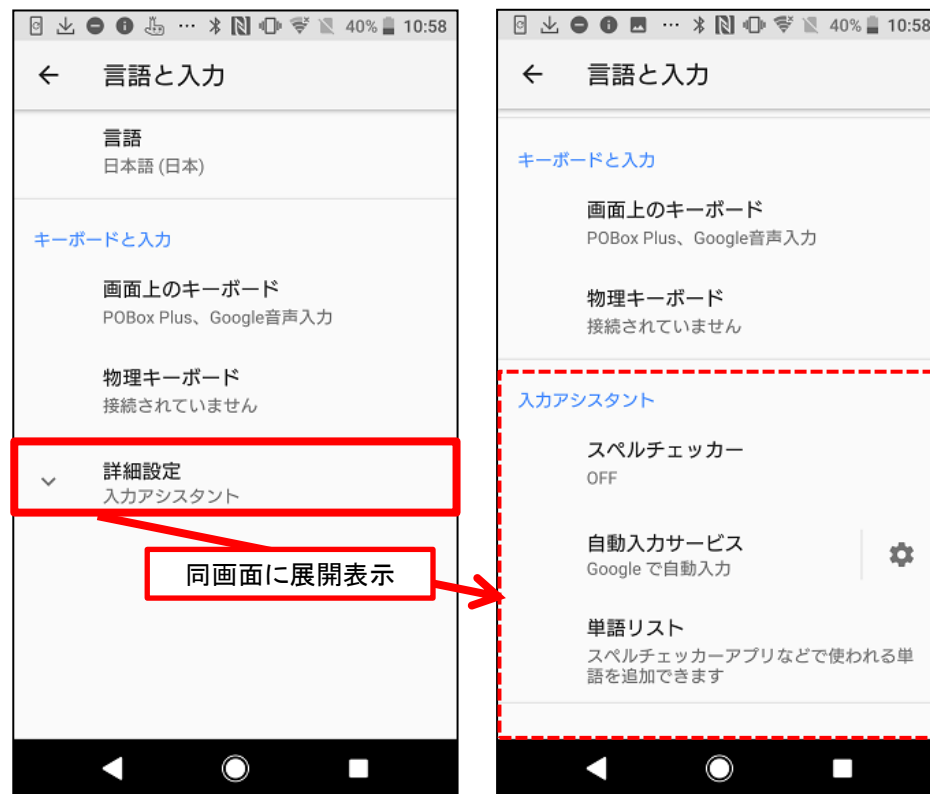 40% 10:58
言語と入力
言語
日本語 (日本)
キーボードと入力
画面上のキーボード
POBox Plus、Google音声入力
物理キーボード
接続されていません
詳細設定
入力アシスタント
同画面に展開表示
40% 10:58
言語と入力
キーボードと入力
画面上のキーボード
POBox Plus、Google音声入力
物理キーボード
接続されていません
入力アシスタント
スペルチェッカー
OFF
自動入力サービス
Google で自動入力
単語リスト
スペルチェッカーアプリなどで使われる単
語を追加できます